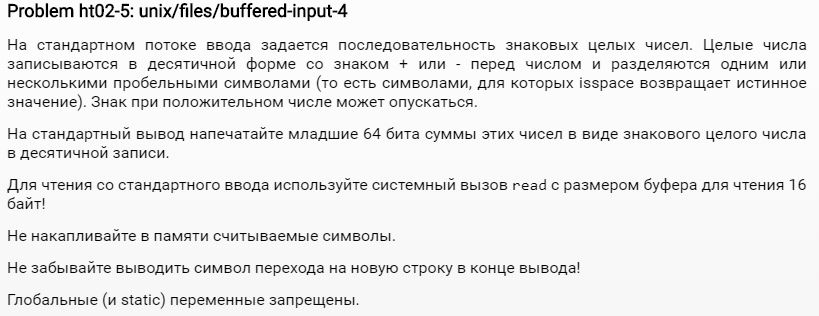 Problem ht02-5: unix/files/buffered-input-4
На стандартном потоке ввода задается последовательность знаковых целых чисел. Целые числа
записываются в десятичной форме со знаком + или - перед числом и разделяются одним или
несколькими пробельными символами (то есть символами, для которых isspace возвращает истинное
значение). Знак при положительном числе может опускаться.
На стандартный вывод напечатайте младшие 64 бита суммы этих чисел в виде знакового целого числа
в десятичной записи.
Для чтения со стандартного ввода используйте системный вызов read с размером буфера для чтения 16
байт!
Не накапливайте в памяти считываемые символы.
Не забывайте выводить символ перехода на новую строку в конце вывода!
Глобальные (и static) переменные запрещены.